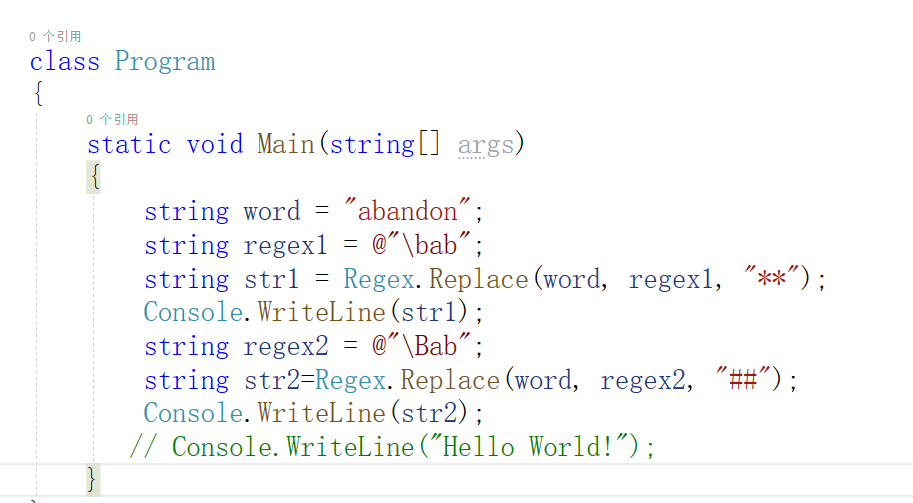 0 个引用
class Program
{
0 个引用
static void Main(string[] args)
{
string word = "abandon";
string regex1 = @"\bab";
string str1 = Regex.Replace(word, regex1, "**");
Console.WriteLine(str1);
string regex2 = @"\Bab";
string str2=Regex.Replace(word, regex2, "##");
Console.WriteLine(str2);
// Console.WriteLine("Hello World!");
}